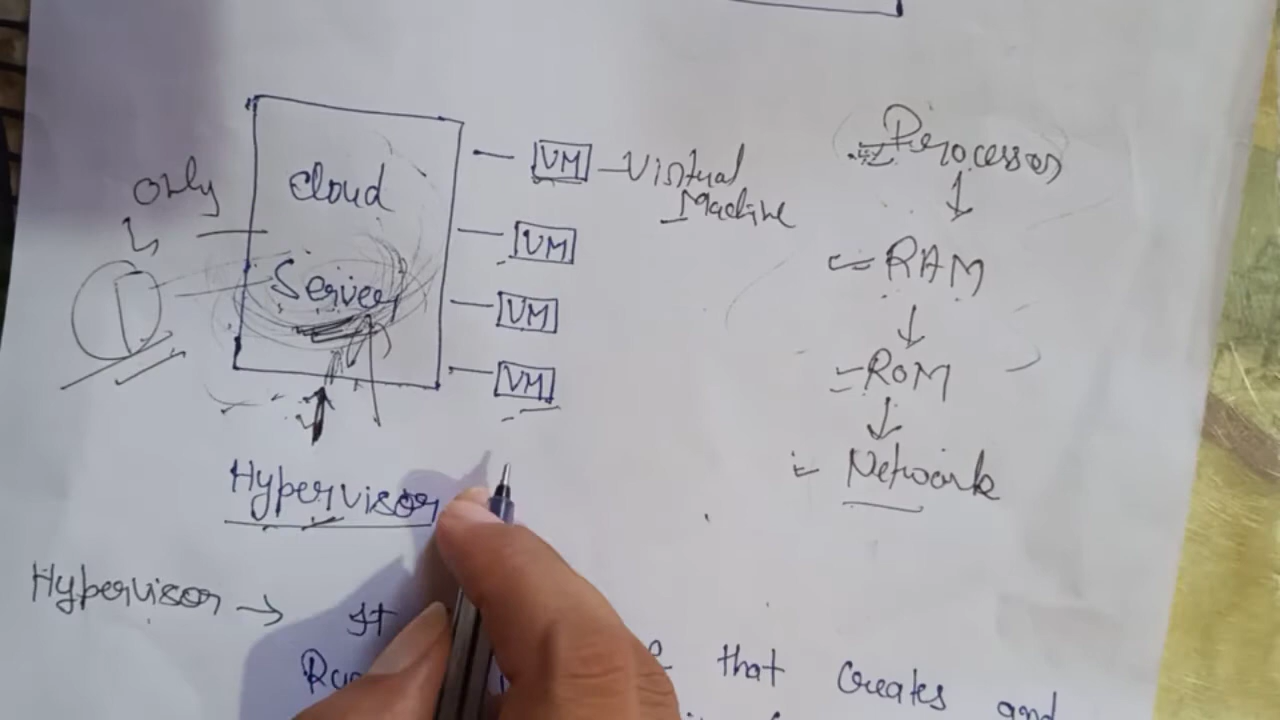 Only
Cloud
Server
VM
Virtual
Machine
VM
VM
VM
Processor
RAM
ROM
Network
Hypervisor
Hypervisor → It
that creates and